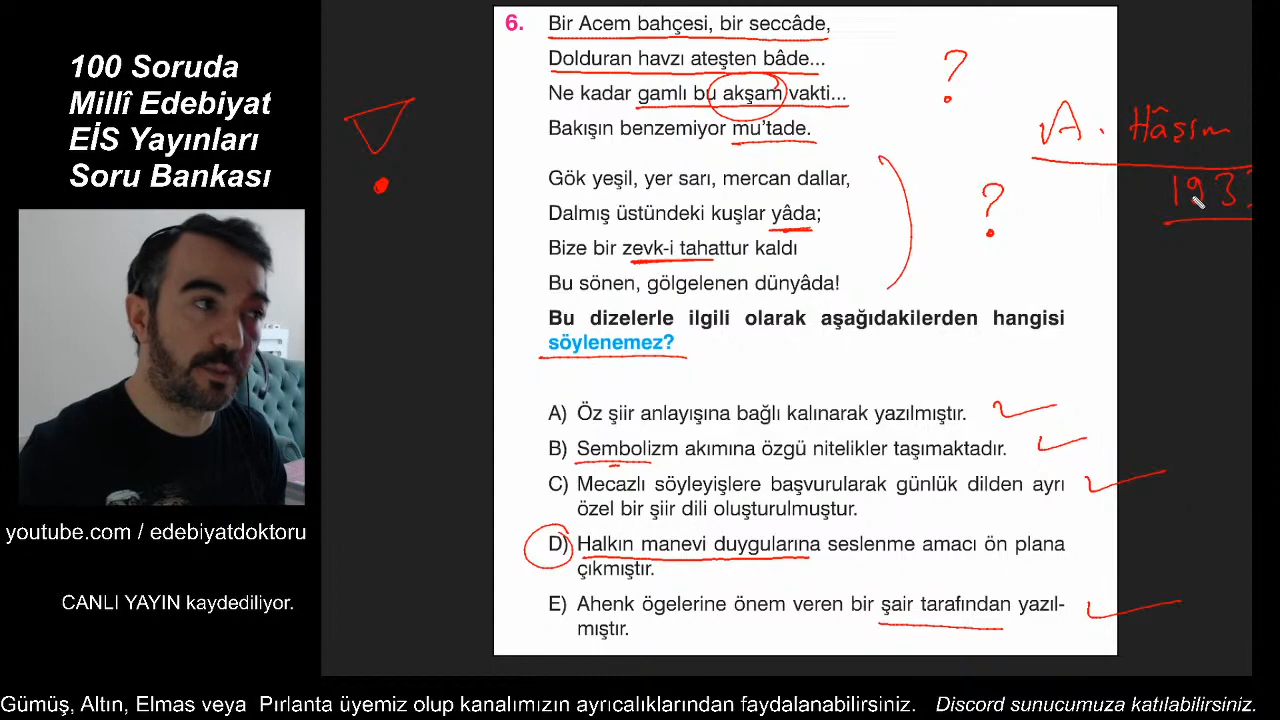 100 Soruda
Millî Edebiyat
EİS Yayınları
Soru Bankası
youtube.com / edebiyatdoktoru
CANLI YAYIN kaydediliyor.
6. Bir Acem bahçesi, bir seccâde,
Dolduran havzı ateşten bâde...
Ne kadar gamlı bu akşam vakti...
Bakışın benzemiyor mu’tade.
Gök yeşil, yer sarı, mercan dallar,
Dalmış üstündeki kuşlar yâda;
Bize bir zevk-i tahattur kaldı
Bu sönen, gölgelenen dünyâda!
Bu dizelerle ilgili olarak aşağıdakilerden hangisi
söylenemez?
A) Öz şiir anlayışına bağlı kalınarak yazılmıştır.
B) Sembolizm akımına özgü nitelikler taşımaktadır.
C) Mecazlı söyleyişlere başvurularak günlük dilden ayrı
özel bir şiir dili oluşturulmuştur.
D) Halkın manevi duygularına seslenme amacı ön plana
çıkmıştır.
E) Ahenk ögelerine önem veren bir şair tarafından yazıl-
mıştır.
?
?
A. Hâşim
Gümüş, Altın, Elmas veya Pırlanta üyemiz olup kanalımızın ayrıcalıklarından faydalanabilirsiniz. Discord sunucumuza katılabilirsiniz.